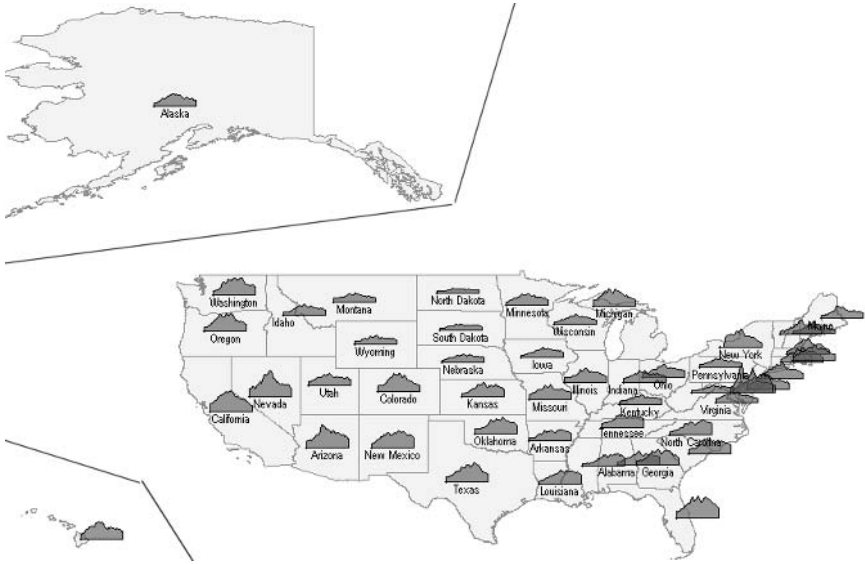 Alaska
North Dakota
Montana
Washington
Minnesota
Michigan
Idaho
Maine
Wisconsin
Oregon
South Dakota
New York
Wyoming
Iowa
Nebraska
Ohio
Pennsylvania
Illinois
Indiana
Utah
Colorado
Kansas
Missouri
Nevada
Kentucky
Virginia
California
Oklahoma
Tennessee
North Carolina
Arizona
New Mexico
Arkansas
Alabama
Georgia
Texas
Louisiana